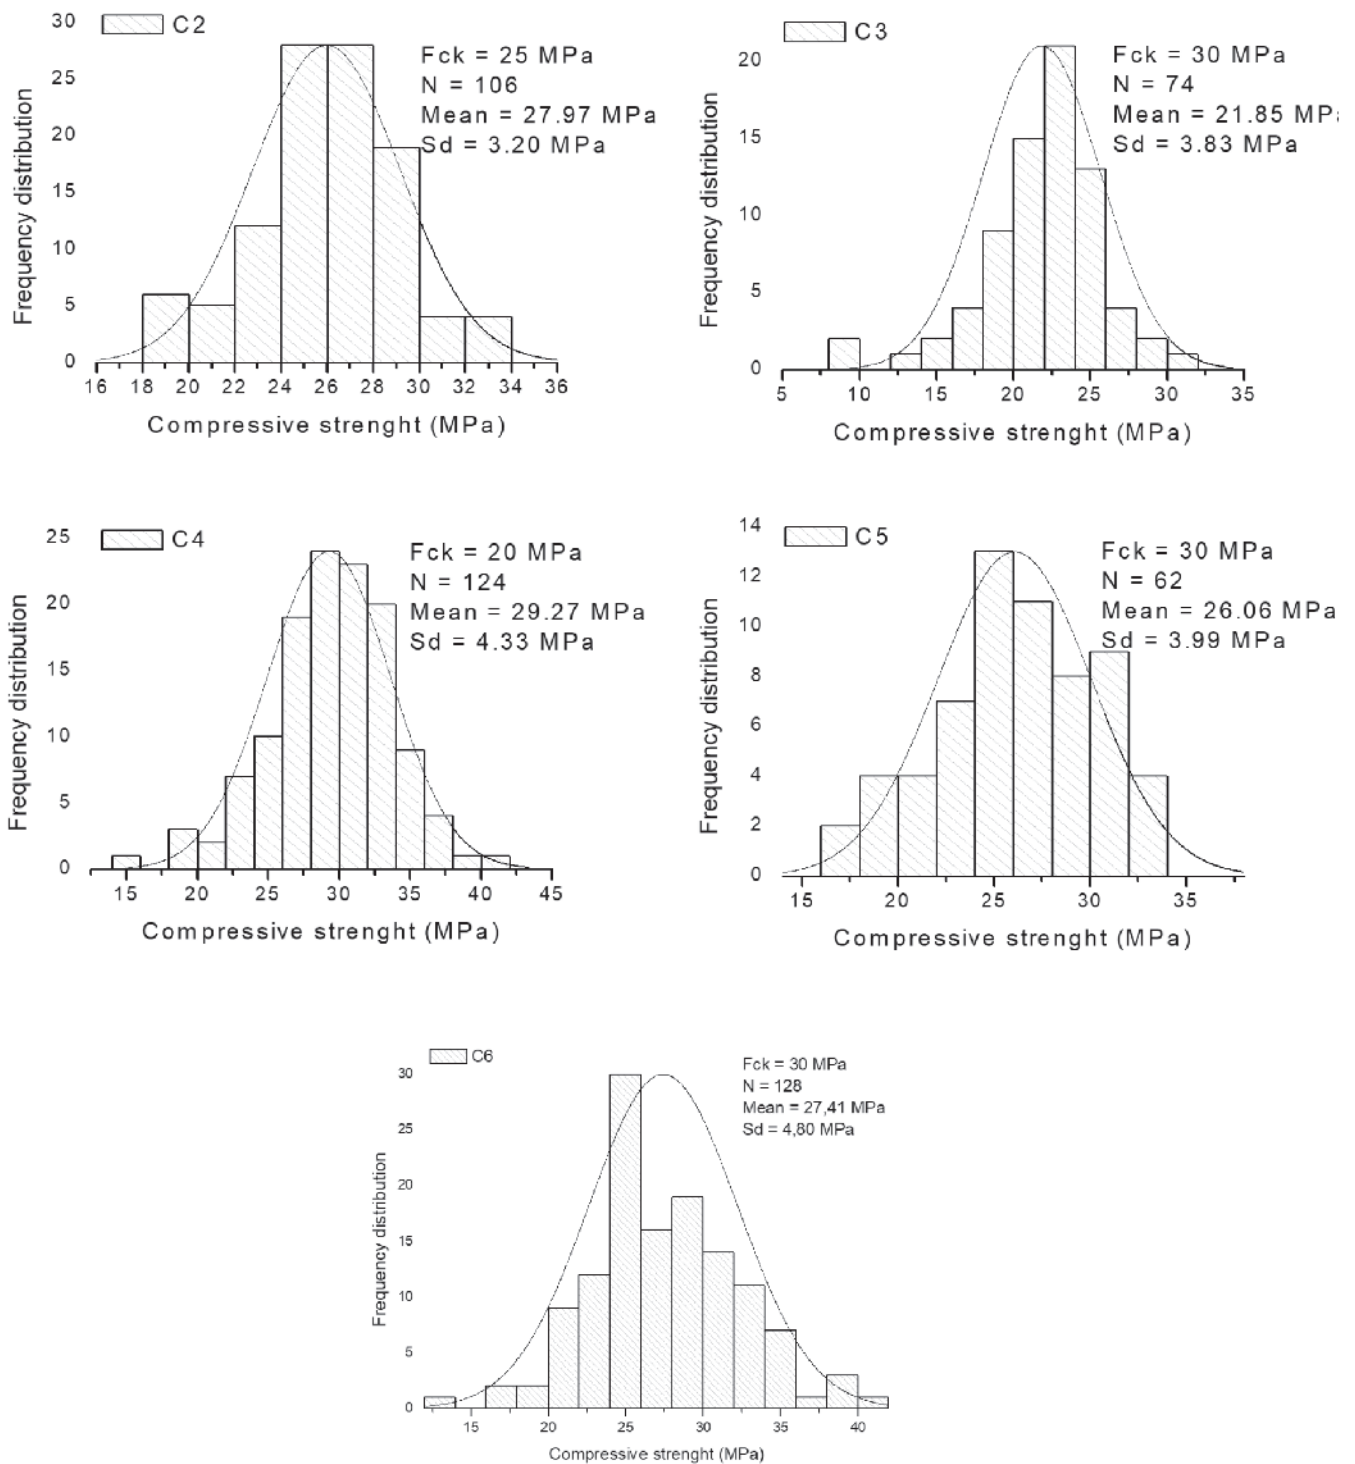 C2
Fck = 25 MPa
N = 106
Mean = 27.97 MPa
Sd = 3.20 MPa
Frequency distribution
30
25
20
15
10
5
0
16 18 20 22 24 26 28 30 32 34 36
Compressive strenght (MPa)
C3
Fck = 30 MPa
N = 74
Mean = 21.85 MP
Sd = 3.83 MPa
Frequency distribution
20
15
10
5
0
5 10 15 20 25 30 35
Compressive strenght (MPa)
C4
Fck = 20 MPa
N = 124
Mean = 29.27 MPa
Sd = 4.33 MPa
Frequency distribution
25
20
15
10
5
0
15 20 25 30 35 40 45
Compressive strenght (MPa)
C5
Fck = 30 MPa
N = 62
Mean = 26.06 MPa
Sd = 3.99 MPa
Frequency distribution
14
12
10
8
6
4
2
0
15 20 25 30 35
Compressive strenght (MPa)
C6
Fck = 30 MPa
N = 128
Mean = 27,41 MPa
Sd = 4,80 MPa
Frequency distribution
30
25
20
15
10
5
0
15 20 25 30 35 40
Compressive strenght (MPa)